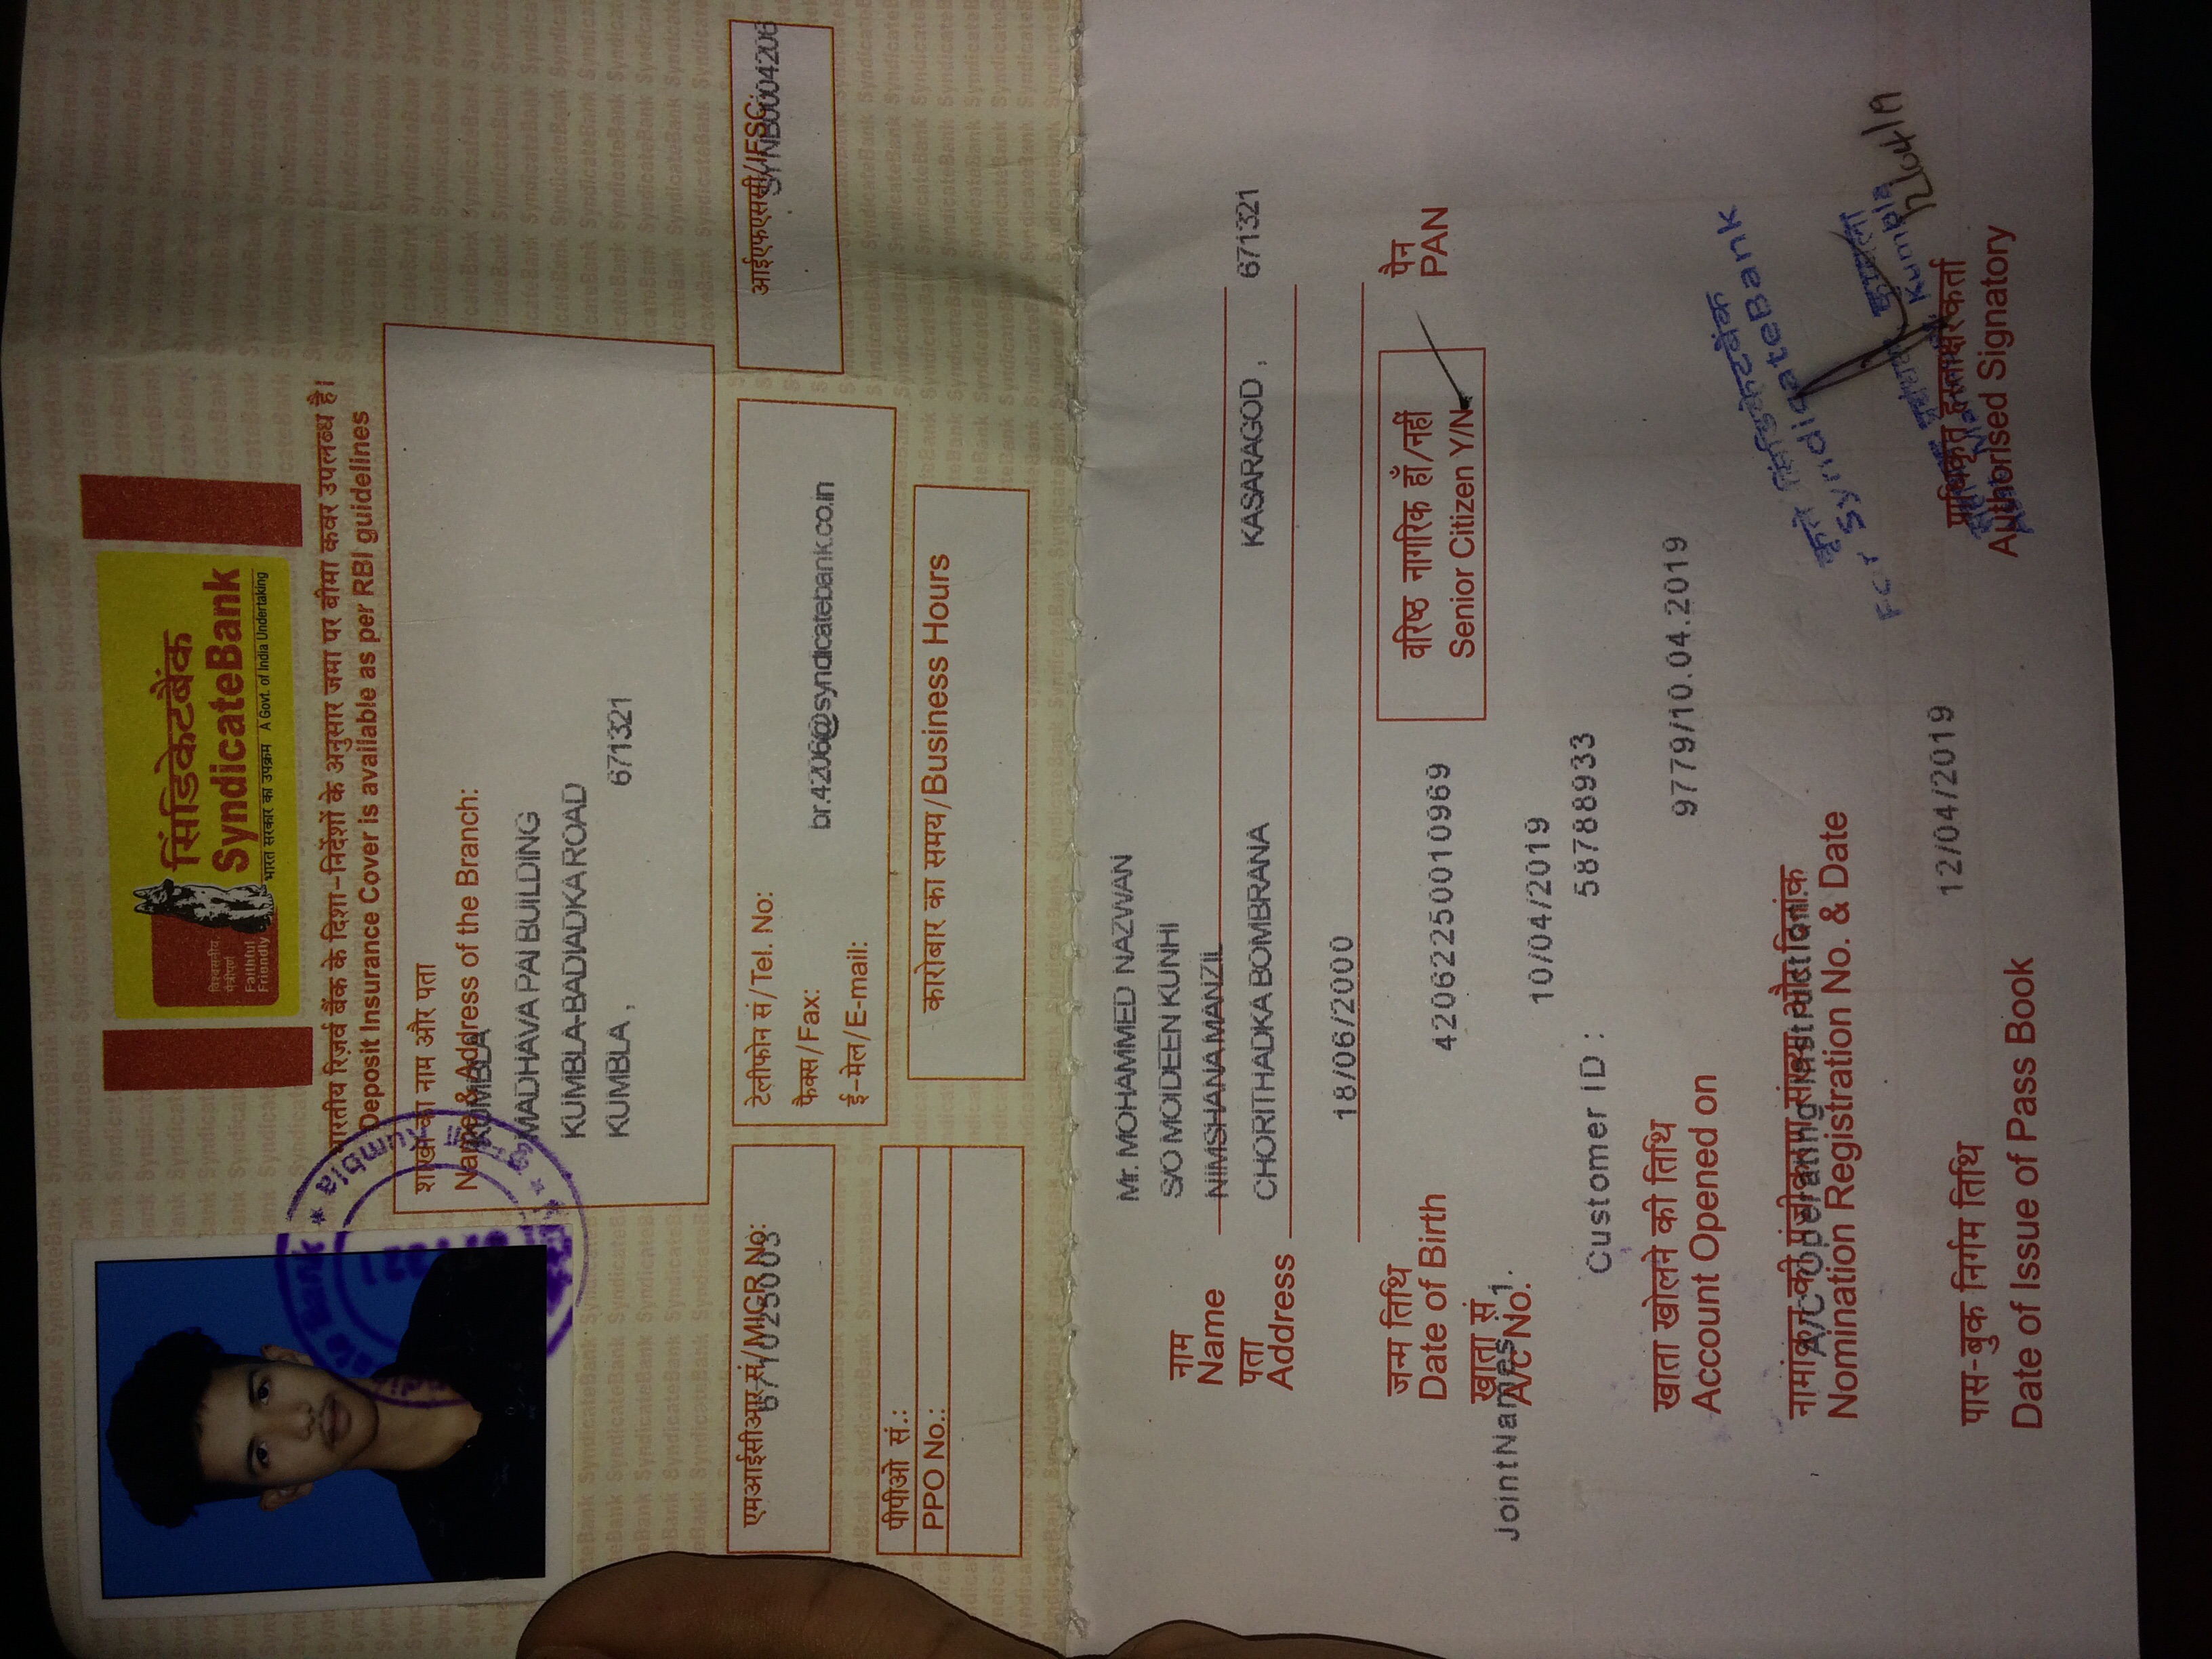 सिंडिकेटबैंक
SyndicateBank
विश्वसनीय.
मैत्रीपूर्ण
Faithful
Friendly
भारत सरकार का उपक्रम A Govt. of India Undertaking
भारतीय रिज़र्व बैंक के दिशा-निर्देशों के अनुसार जमा पर बीमा कवर उपलब्ध है।
Deposit Insurance Cover is available as per RBI guidelines
शाखा का नाम और पता
Name & Address of the Branch:
KUMBLA
MADHAVA PAI BUILDING
KUMBLA-BADIADKA ROAD
KUMBLA , 671321
एमआईसीआर सं/MICR No:
671025003
टेलीफोन सं/Tel. No:
फैक्स/Fax:
br.4206@syndicatebank.co.in
ई-मेल/E-mail:
आईएफएससी/IFSC:
SYNB0004206
पीपीओ सं.:
PPO No.:
कारोबार का समय/Business Hours
Mr. MOHAMMED NAZWAN
S/O MOIDEEN KUNHI
नाम
Name
NIMSHANA MANZIL
पता
Address
CHORITHADKA BOMBRANA KASARAGOD , 671321
18/06/2000
जन्म तिथि
Date of Birth
42062250010969
वरिष्ठ नागरिक हाँ/नहीं
Senior Citizen Y/N
पैन
PAN
खाता सं.
A/c No.
JointNames : 1.
10/04/2019
Customer ID : 58788933
खाता खोलने की तिथि
Account Opened on
9779/10.04.2019
नामांकन की पंजीकरण संख्या और दिनांक
A/C Operating Instruction:
Nomination Registration No. & Date
कृते सिंडिकेटबैंक
For SyndicateBank
Kumbla
12/04/19
12/04/2019
पास-बुक निर्गम तिथि
Date of Issue of Pass Book
प्राधिकृत हस्ताक्षरकर्ता
Authorised Signatory